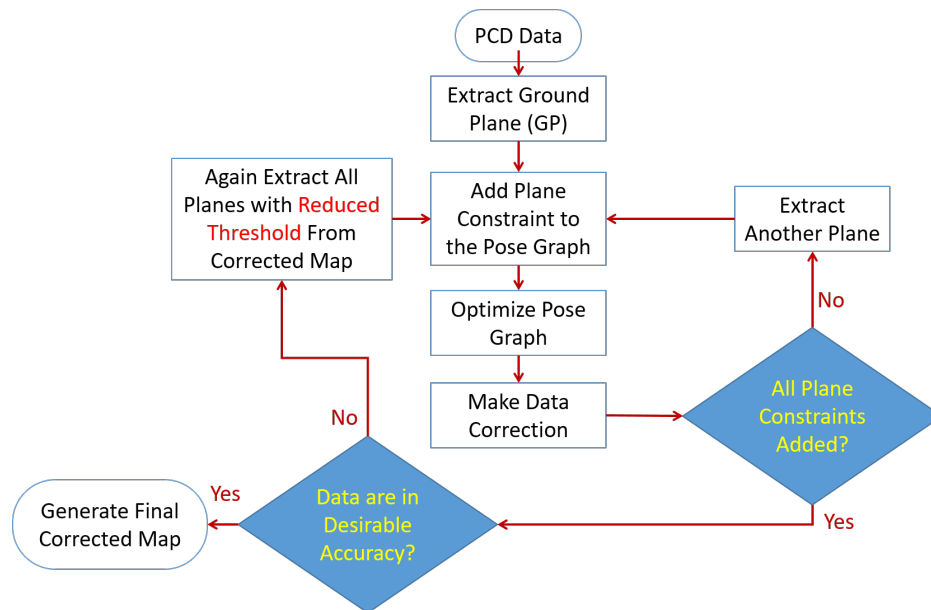 PCD Data
Extract Ground
Plane (GP)
Again Extract All
Planes with Reduced
Threshold From
Corrected Map
Add Plane
Constraint to
the Pose Graph
Extract
Another Plane
No
Optimize Pose
Graph
Make Data
Correction
All Plane
Constraints
Added?
No
Yes
Generate Final
Corrected Map
Data are in
Desirable
Accuracy?
Yes